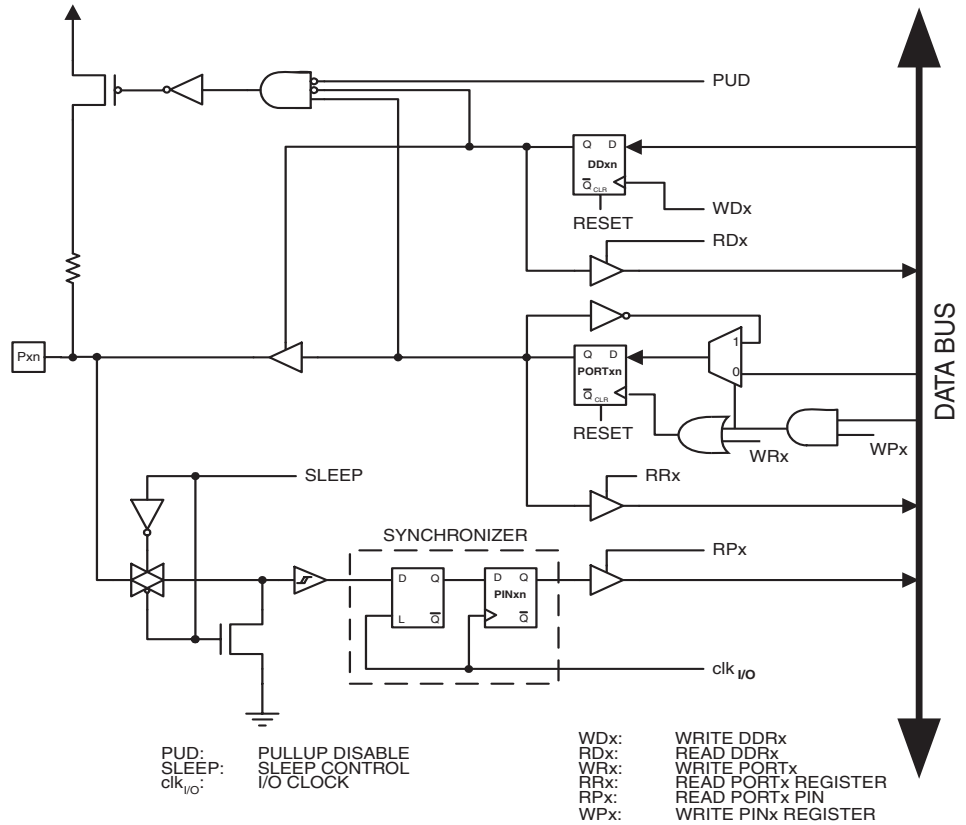 PUD
Q D
DDxn
Q CLR
WDx
RESET
RDx
Pxn
1
Q D
0
PORTxn
Q CLR
RESET
WRx
WPx
DATA BUS
SLEEP
RRx
SYNCHRONIZER
RPx
D Q
D Q
PINxn
L Q
Q
clk I/O
PUD: PULLUP DISABLE
SLEEP: SLEEP CONTROL
clkI/O: I/O CLOCK
WDx: WRITE DDRx
RDx: READ DDRx
WRx: WRITE PORTx
RRx: READ PORTx REGISTER
RPx: READ PORTx PIN
WPx: WRITE PINx REGISTER